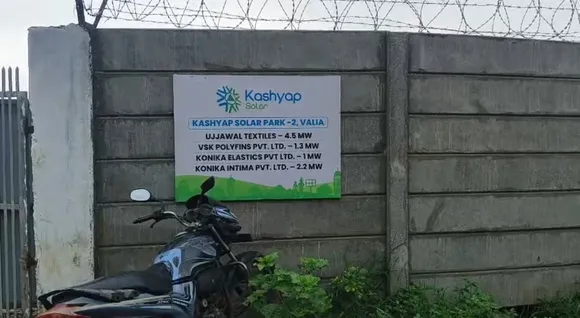 Kashyap
Solar
KASHYAP SOLAR PARK -2, VALIA
UJJAWAL TEXTILES – 4.5 MW
VSK POLYFINS PVT. LTD. – 1.3 MW
KONIKA ELASTICS PVT LTD. – 1 MW
KONIKA INTIMA PVT. LTD. – 2.2 MW